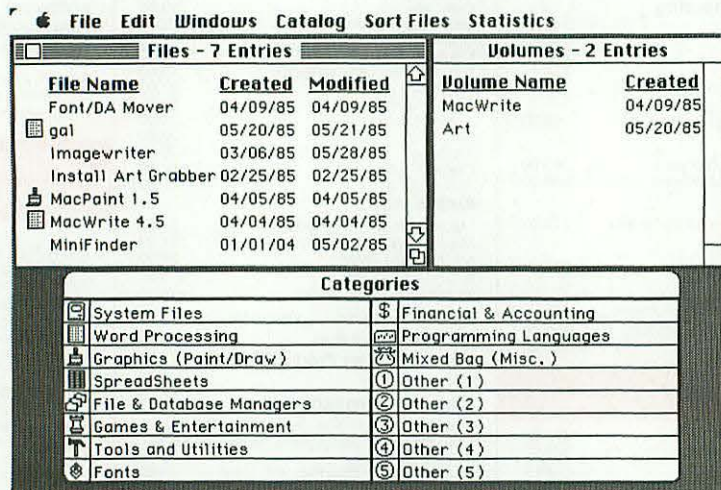 File Edit Windows Catalog Sort Files Statistics
Files - 7 Entries
File Name Created Modified
Font/DA Mover 04/09/85 04/09/85
gal 05/20/85 05/21/85
Imagewriter 03/06/85 05/28/85
Install Art Grabber 02/25/85 02/25/85
MacPaint 1.5 04/05/85 04/05/85
MacWrite 4.5 04/04/85 04/04/85
MiniFinder 01/01/04 05/02/85
Volumes - 2 Entries
Volume Name Created
MacWrite 04/09/85
Art 05/20/85
Categories
System Files
Word Processing
Graphics (Paint/Draw)
SpreadSheets
File & Database Managers
Games & Entertainment
Tools and Utilities
Fonts
$ Financial & Accounting
Programming Languages
Mixed Bag (Misc.)
① Other (1)
② Other (2)
③ Other (3)
④ Other (4)
⑤ Other (5)